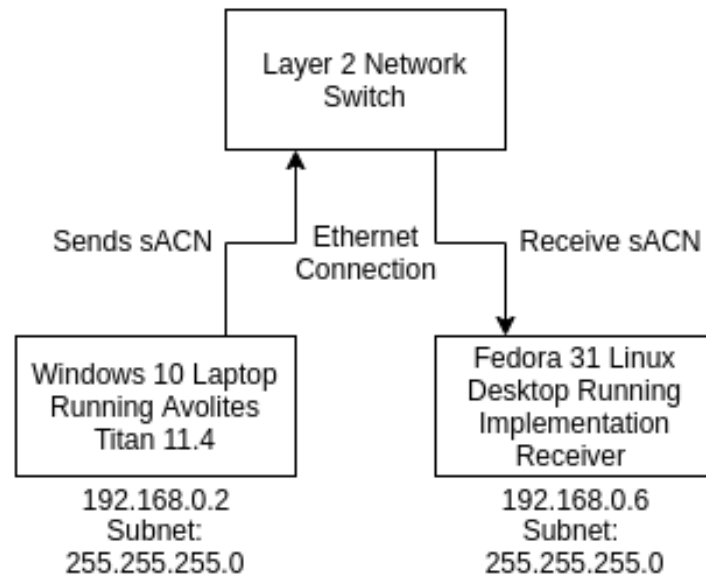 Layer 2 Network
Switch
Sends sACN
Ethernet
Connection
Receive sACN
Windows 10 Laptop
Running Avolites
Titan 11.4
Fedora 31 Linux
Desktop Running
Implementation
Receiver
192.168.0.2
Subnet:
255.255.255.0
192.168.0.6
Subnet:
255.255.255.0